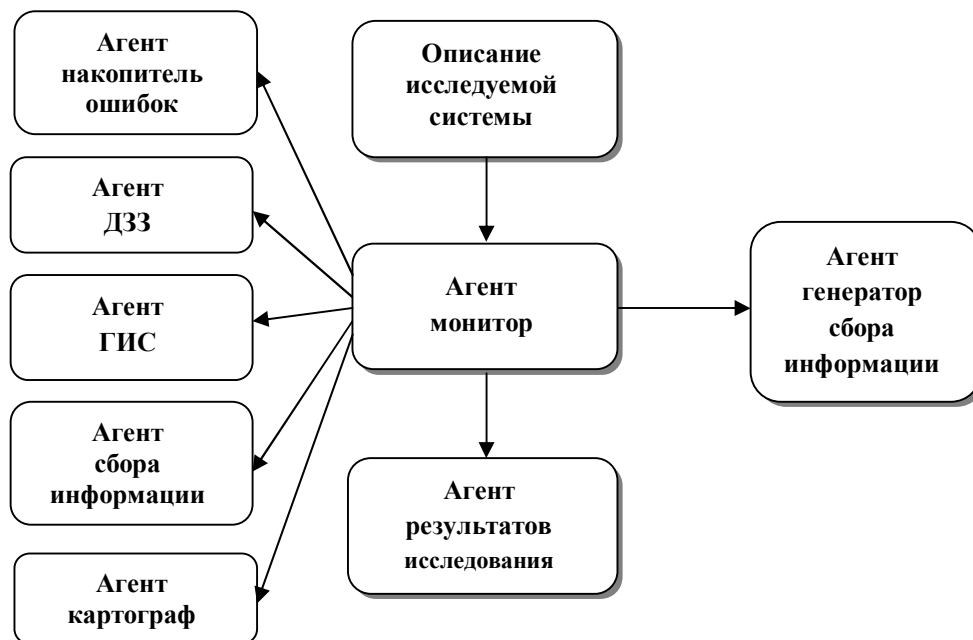 Агент
накопитель
ошибок
Описание
исследуемой
системы
Агент
ДЗЗ
Агент
ГИС
Агент
монитор
Агент
генератор
сбора
информации
Агент
сбора
информации
Агент
результатов
исследования
Агент
картограф